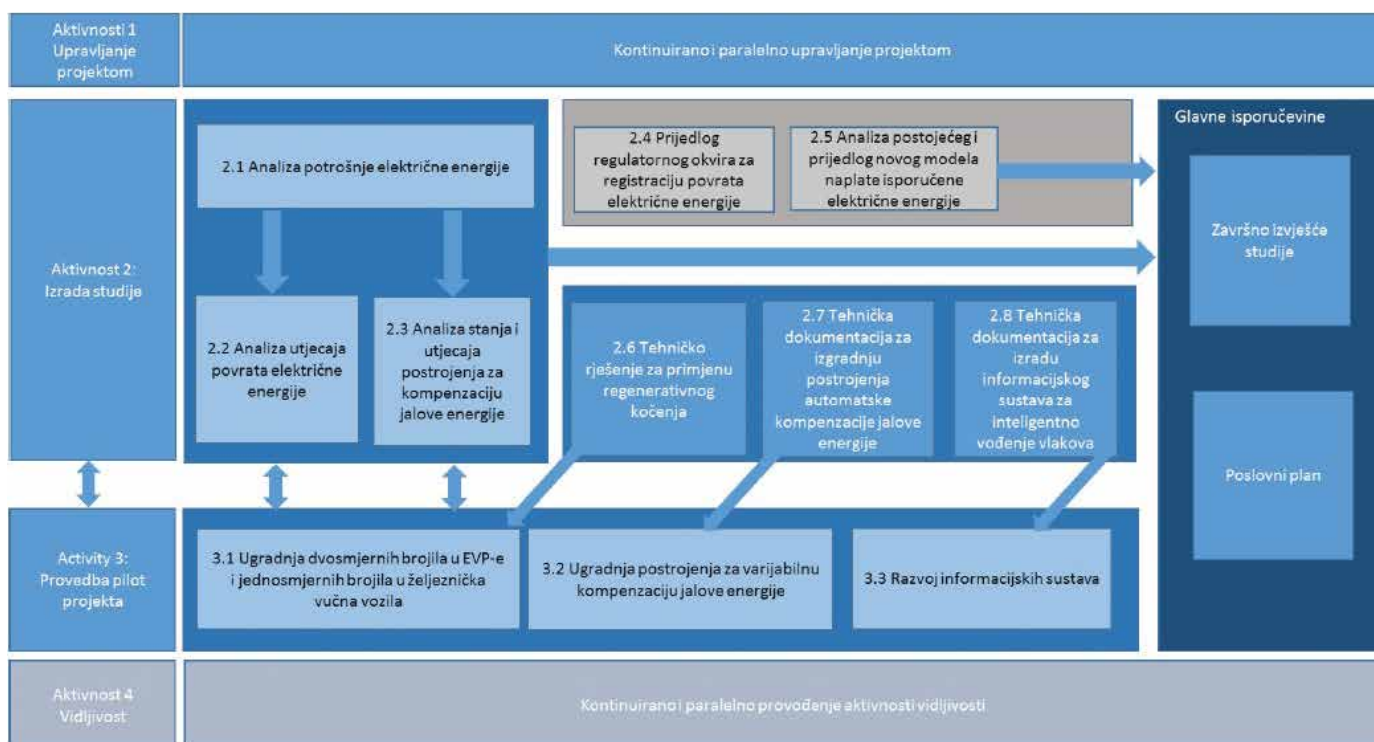 Aktivnosti 1
Upravljanje
projektom
Kontinuirano i paralelno upravljanje projektom
Aktivnost 2:
Izrada studije
2.1 Analiza potrošnje električne energije
2.2 Analiza utjecaja
povrata električne
energije
2.3 Analiza stanja i
utjecaja
postrojenja za
kompenzaciju
jalove energije
2.4 Prijedlog
regulatornog okvira za
registraciju povrata
električne energije
2.5 Analiza postojećeg i
prijedlog novog modela
naplate isporučene
električne energije
2.6 Tehničko
rješenje za primjenu
regenerativnog
kočenja
2.7 Tehnička
dokumentacija za
izgradnju
postrojenja
automatske
kompenzacije jalove
energije
2.8 Tehnička
dokumentacija za
izradu
informacijskog
sustava za
inteligentno
vođenje vlakova
Glavne isporučevine
Završno izvješće
studije
Poslovni plan
Activity 3:
Provedba pilot
projekta
3.1 Ugradnja dvosmjernih brojila u EVP-e
i jednosmjernih brojila u željeznička
vučna vozila
3.2 Ugradnja postrojenja za varijabilnu
kompenzaciju jalove energije
3.3 Razvoj informacijskih sustava
Aktivnost 4
Vidljivost
Kontinuirano i paralelno provođenje aktivnosti vidljivosti